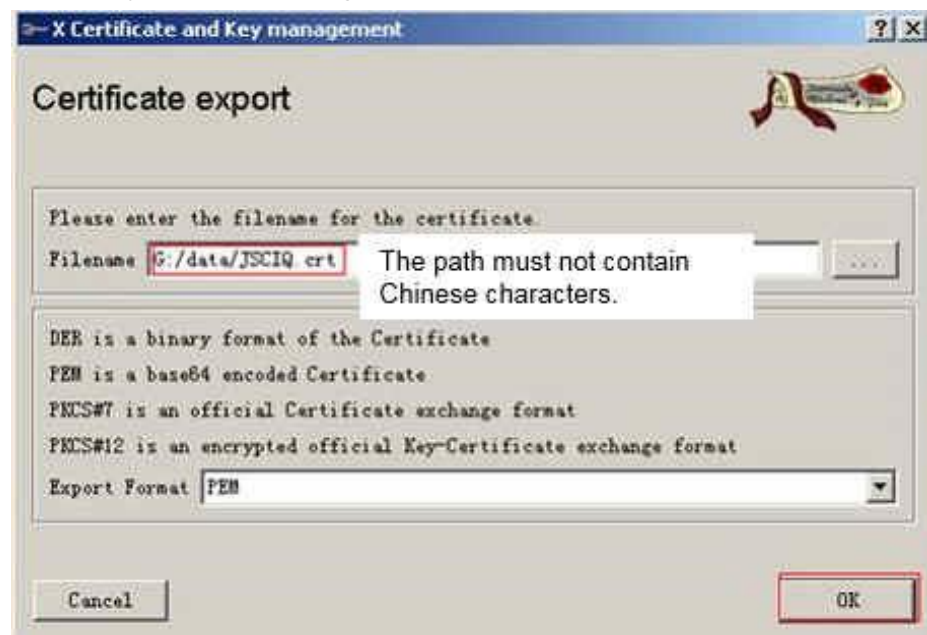 X Certificate and Key management
Certificate export
Please enter the filename for the certificate.
Filename G:/data/JSCIQ.crt
...
The path must not contain
Chinese characters.
DER is a binary format of the Certificate
PEM is a base64 encoded Certificate
PKCS#7 is an official Certificate exchange format
PKCS#12 is an encrypted official Key-Certificate exchange format
Export Format PEM
Cancel
OK